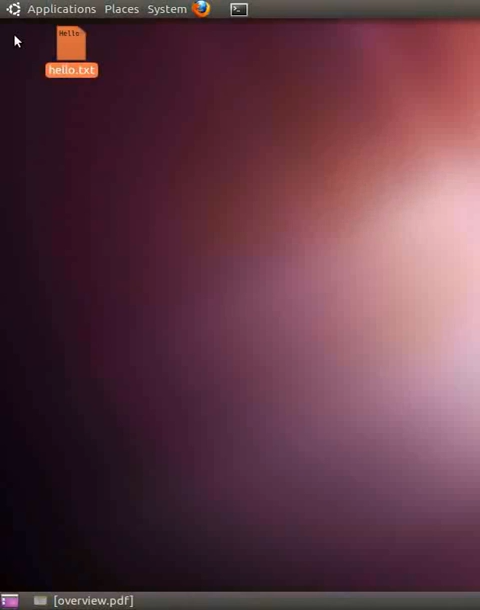 Applications Places System
Hello
hello.txt
[overview.pdf]